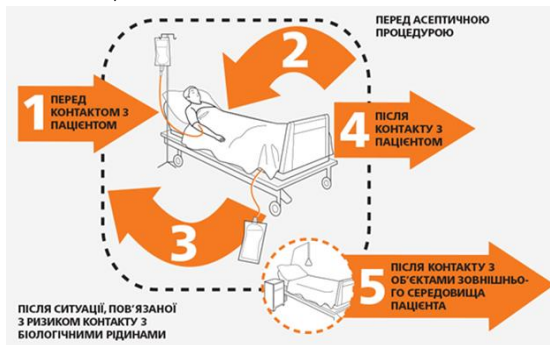 1
ПЕРЕД
КОНТАКТОМ З
ПАЦІЄНТОМ
2
ПЕРЕД АСЕПТИЧНОЮ
ПРОЦЕДУРОЮ
3
ПІСЛЯ СИТУАЦІЇ, ПОВ’ЯЗАНОЇ
З РИЗИКОМ КОНТАКТУ З
БІОЛОГІЧНИМИ РІДИНАМИ
4
ПІСЛЯ
КОНТАКТУ З
ПАЦІЄНТОМ
5
ПІСЛЯ КОНТАКТУ З
ОБ’ЄКТАМИ ЗОВНІШНЬО-
ГО СЕРЕДОВИЩА
ПАЦІЄНТА